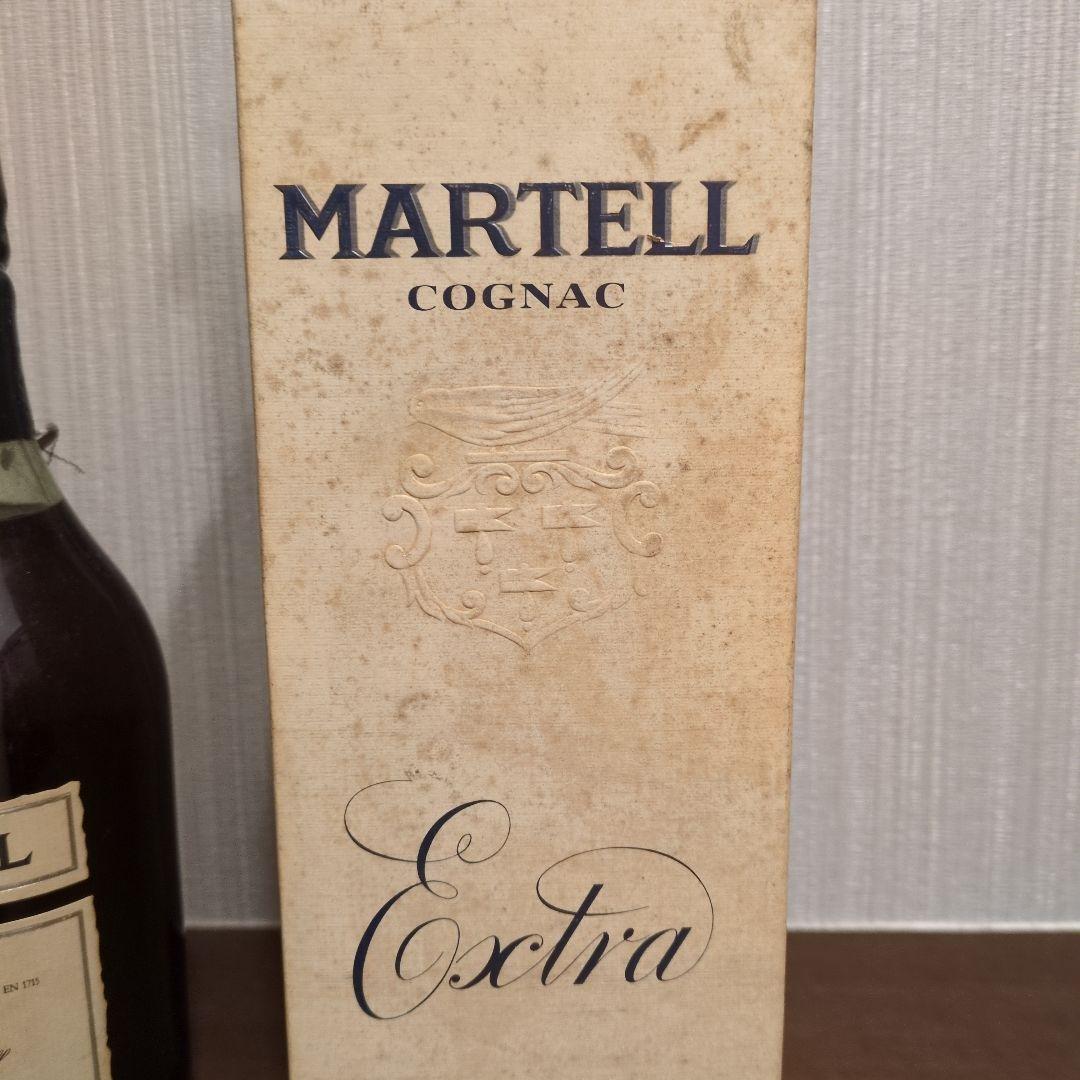 MARTELL
COGNAC
Extra
L
EN 1715